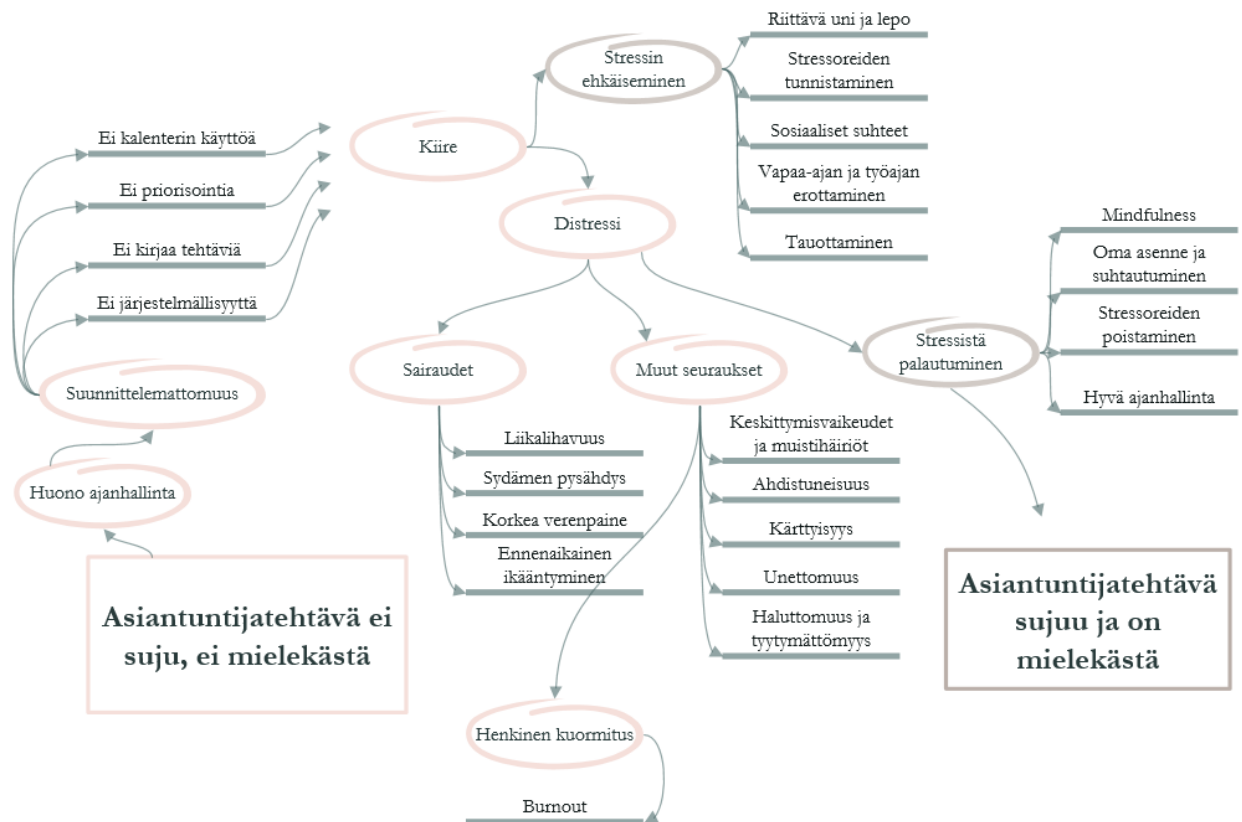 Riittävä uni ja lepo
Stressin
ehkäiseminen
Stressoreiden
tunnistaminen
Sosiaaliset suhteet
Vapaa-ajan ja työajan
erottaminen
Tauottaminen
Ei kalenterin käyttöä
Ei priorisointia
Ei kirjaa tehtäviä
Ei järjestelmällisyyttä
Kiire
Distressi
Mindfulness
Oma asenne ja
suhtautuminen
Stressoreiden
poistaminen
Hyvä ajanhallinta
Stressistä
palautuminen
Sairaudet
Muut seuraukset
Suunnittelemattomuus
Huono ajanhallinta
Liikalihavuus
Sydämen pysähdys
Korkea verenpaine
Ennenaikainen
ikääntyminen
Keskittymisvaikeudet
ja muistihäiriöt
Ahdistuneisuus
Kärttyisyys
Unettomuus
Haluttomuus ja
tyytymättömyys
Asiantuntijatehtävä ei
suju, ei mielekästä
Asiantuntijatehtävä
sujuu ja on
mielekästä
Henkinen kuormitus
Burnout